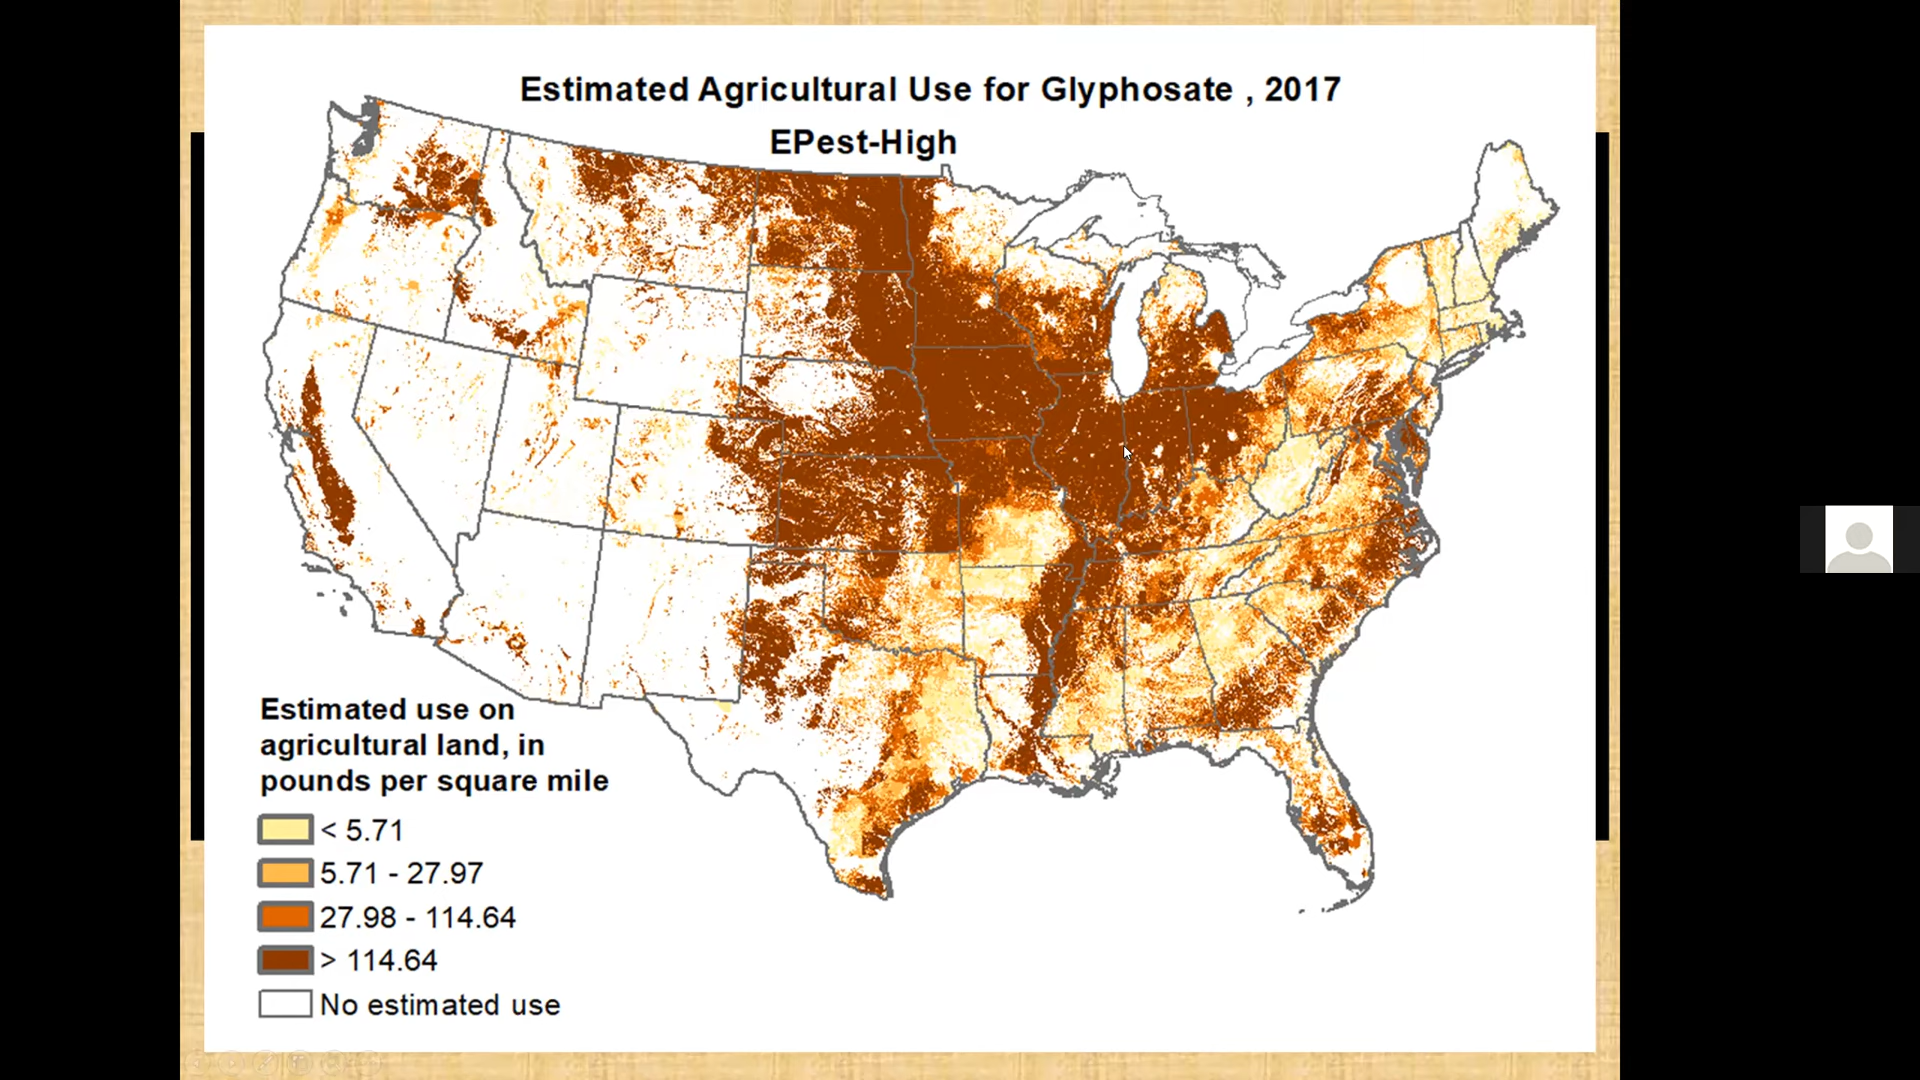 Estimated Agricultural Use for Glyphosate , 2017
EPest-High
Estimated use on
agricultural land, in
pounds per square mile
< 5.71
5.71 - 27.97
27.98 - 114.64
> 114.64
No estimated use